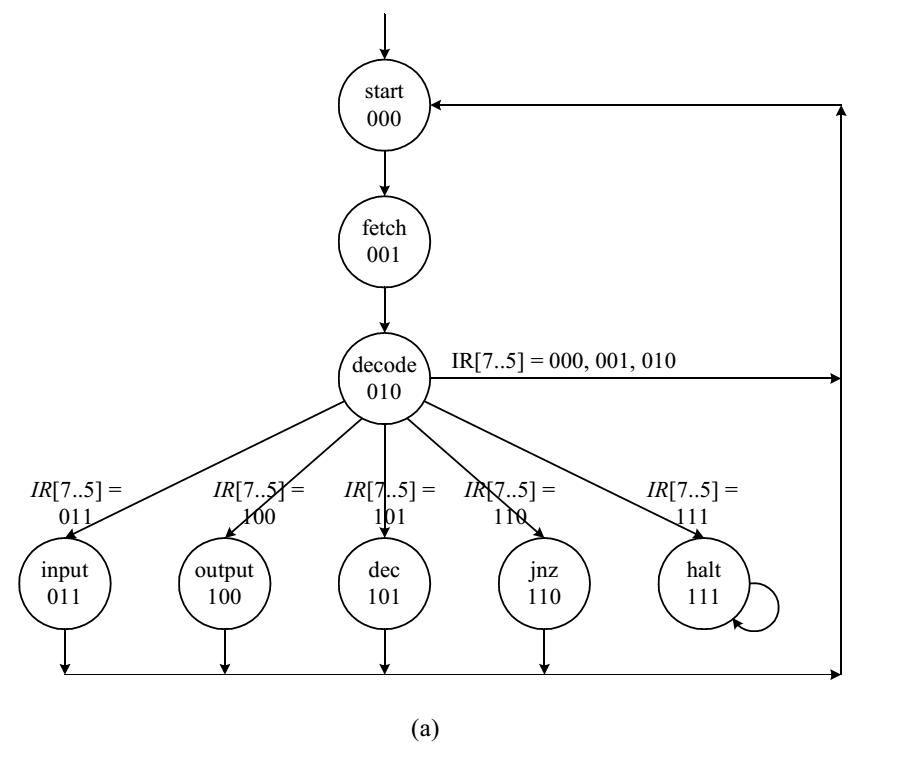 start
000
fetch
001
decode
010
IR[7..5] = 000, 001, 010
IR[7..5] =
011
IR[7..5] =
100
IR[7..5] =
101
IR[7..5] =
110
IR[7..5] =
111
input
011
output
100
dec
101
jnz
110
halt
111
(a)